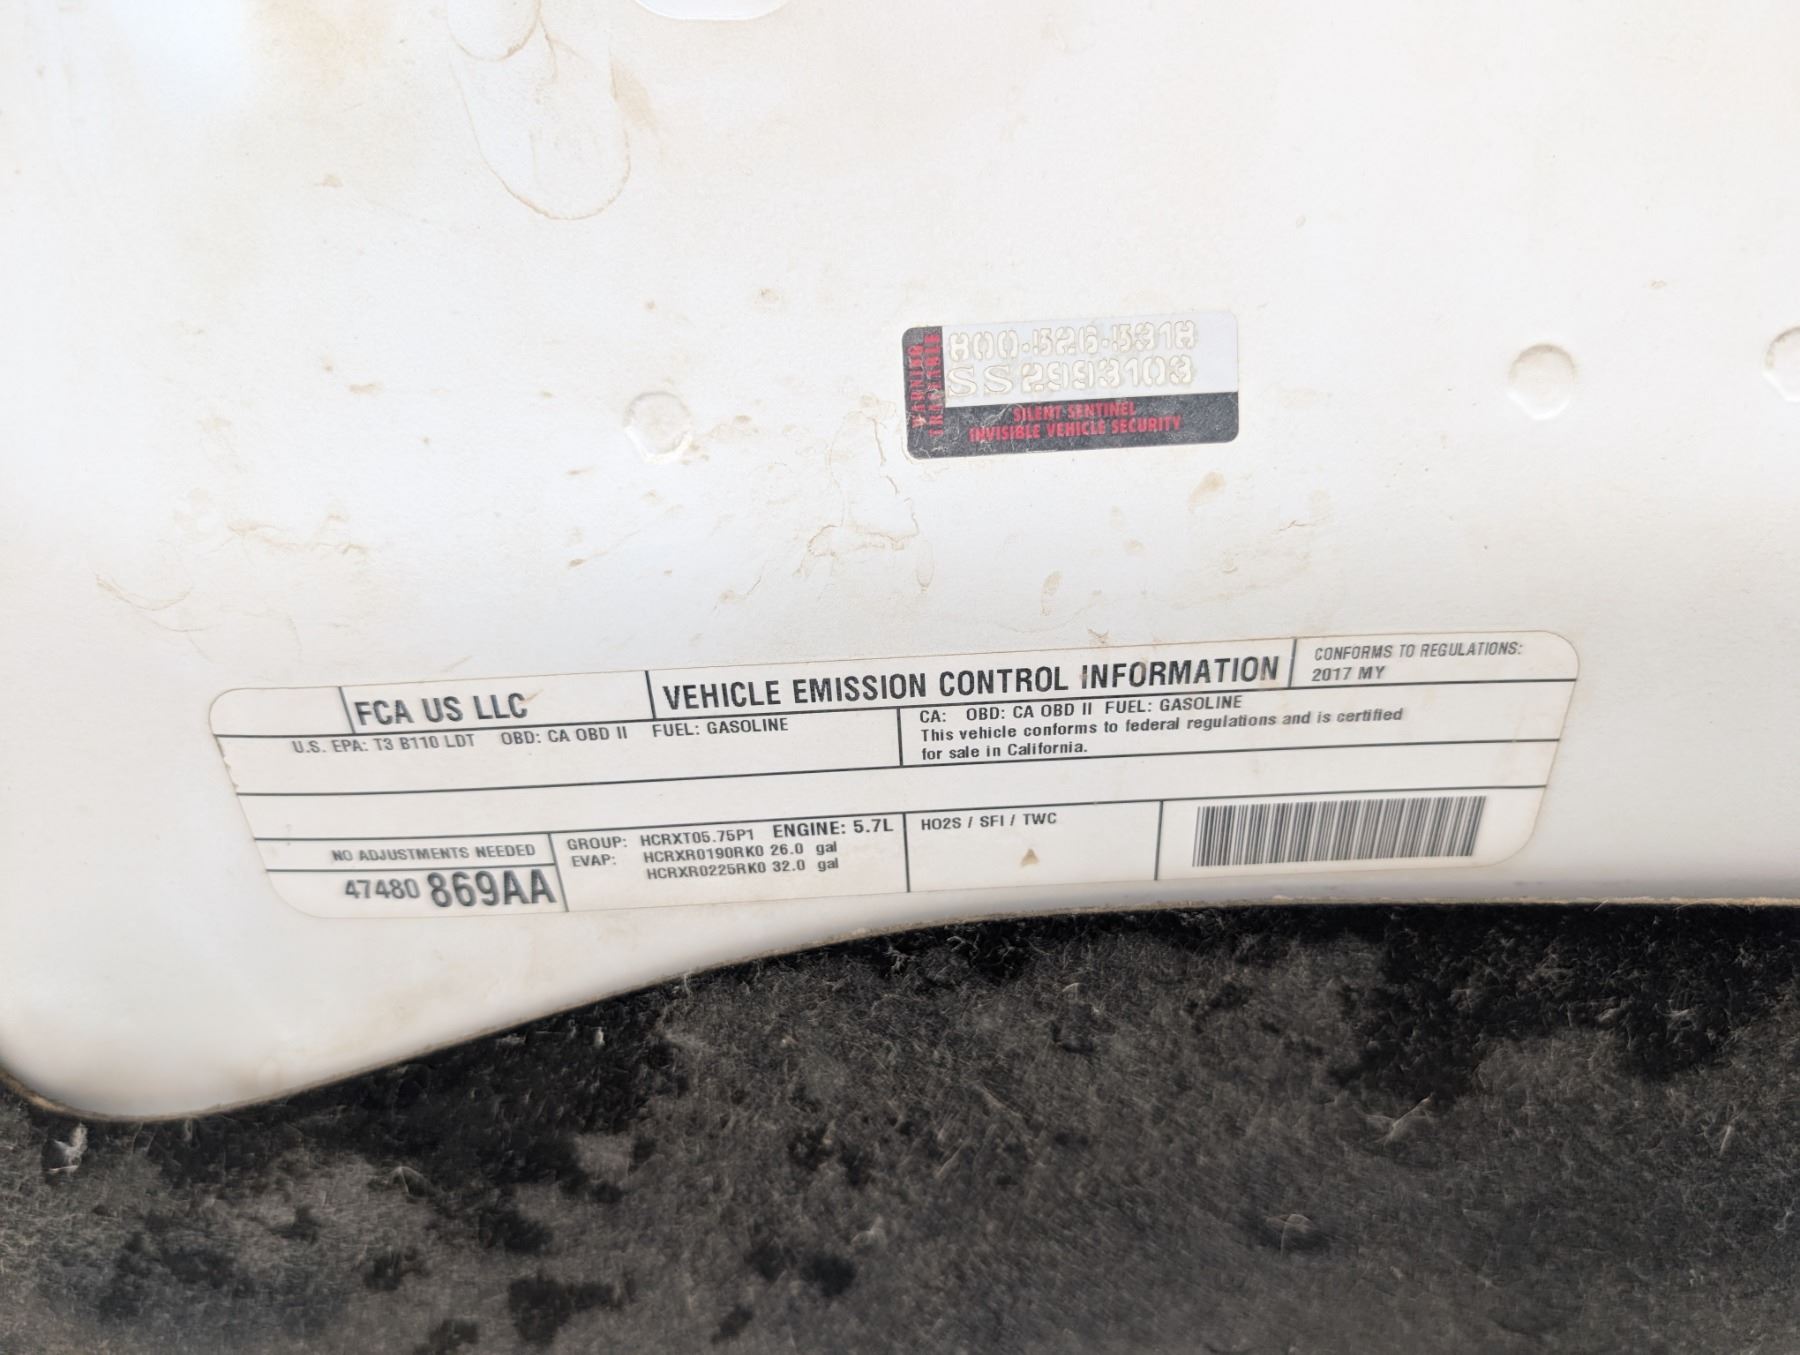 WARNING
TRACEABLE
800-526-5318
SS2993103
SILENT SENTINEL
INVISIBLE VEHICLE SECURITY
FCA US LLC
VEHICLE EMISSION CONTROL INFORMATION
CONFORMS TO REGULATIONS:
2017 MY
U.S. EPA: T3 B110 LDT OBD: CA OBD II FUEL: GASOLINE
CA: OBD: CA OBD II FUEL: GASOLINE
This vehicle conforms to federal regulations and is certified
for sale in California.
NO ADJUSTMENTS NEEDED
47480 869AA
GROUP: HCRXT05.75P1 ENGINE: 5.7L
EVAP: HCRXR0190RK0 26.0 gal
HCRXR0225RK0 32.0 gal
HO2S / SFI / TWC